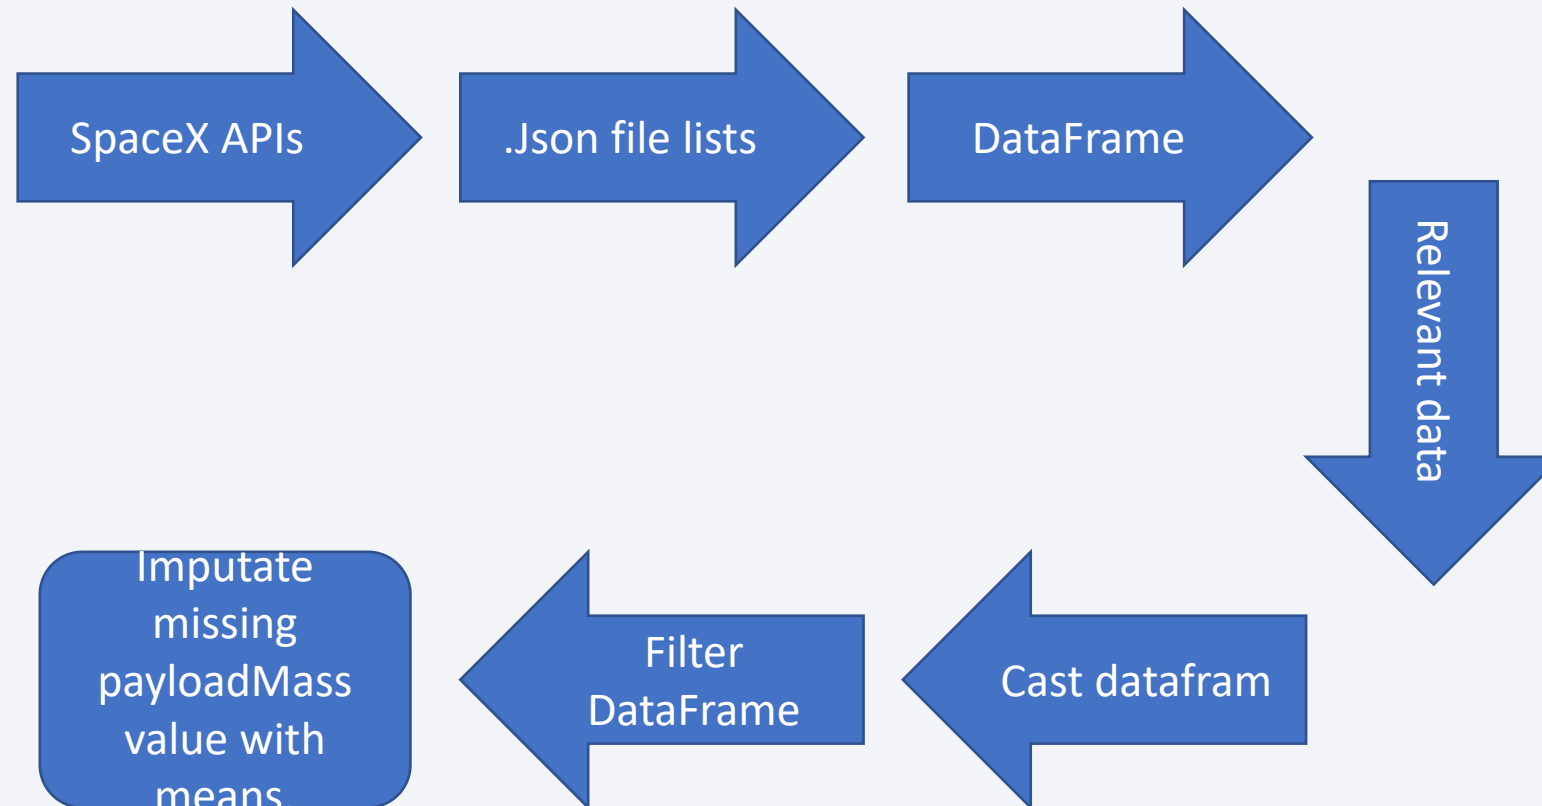 SpaceX APIs
.Json file lists
DataFrame
Relevant data
Cast datafram
Filter
DataFrame
Imputate
missing
payloadMass
value with
means.